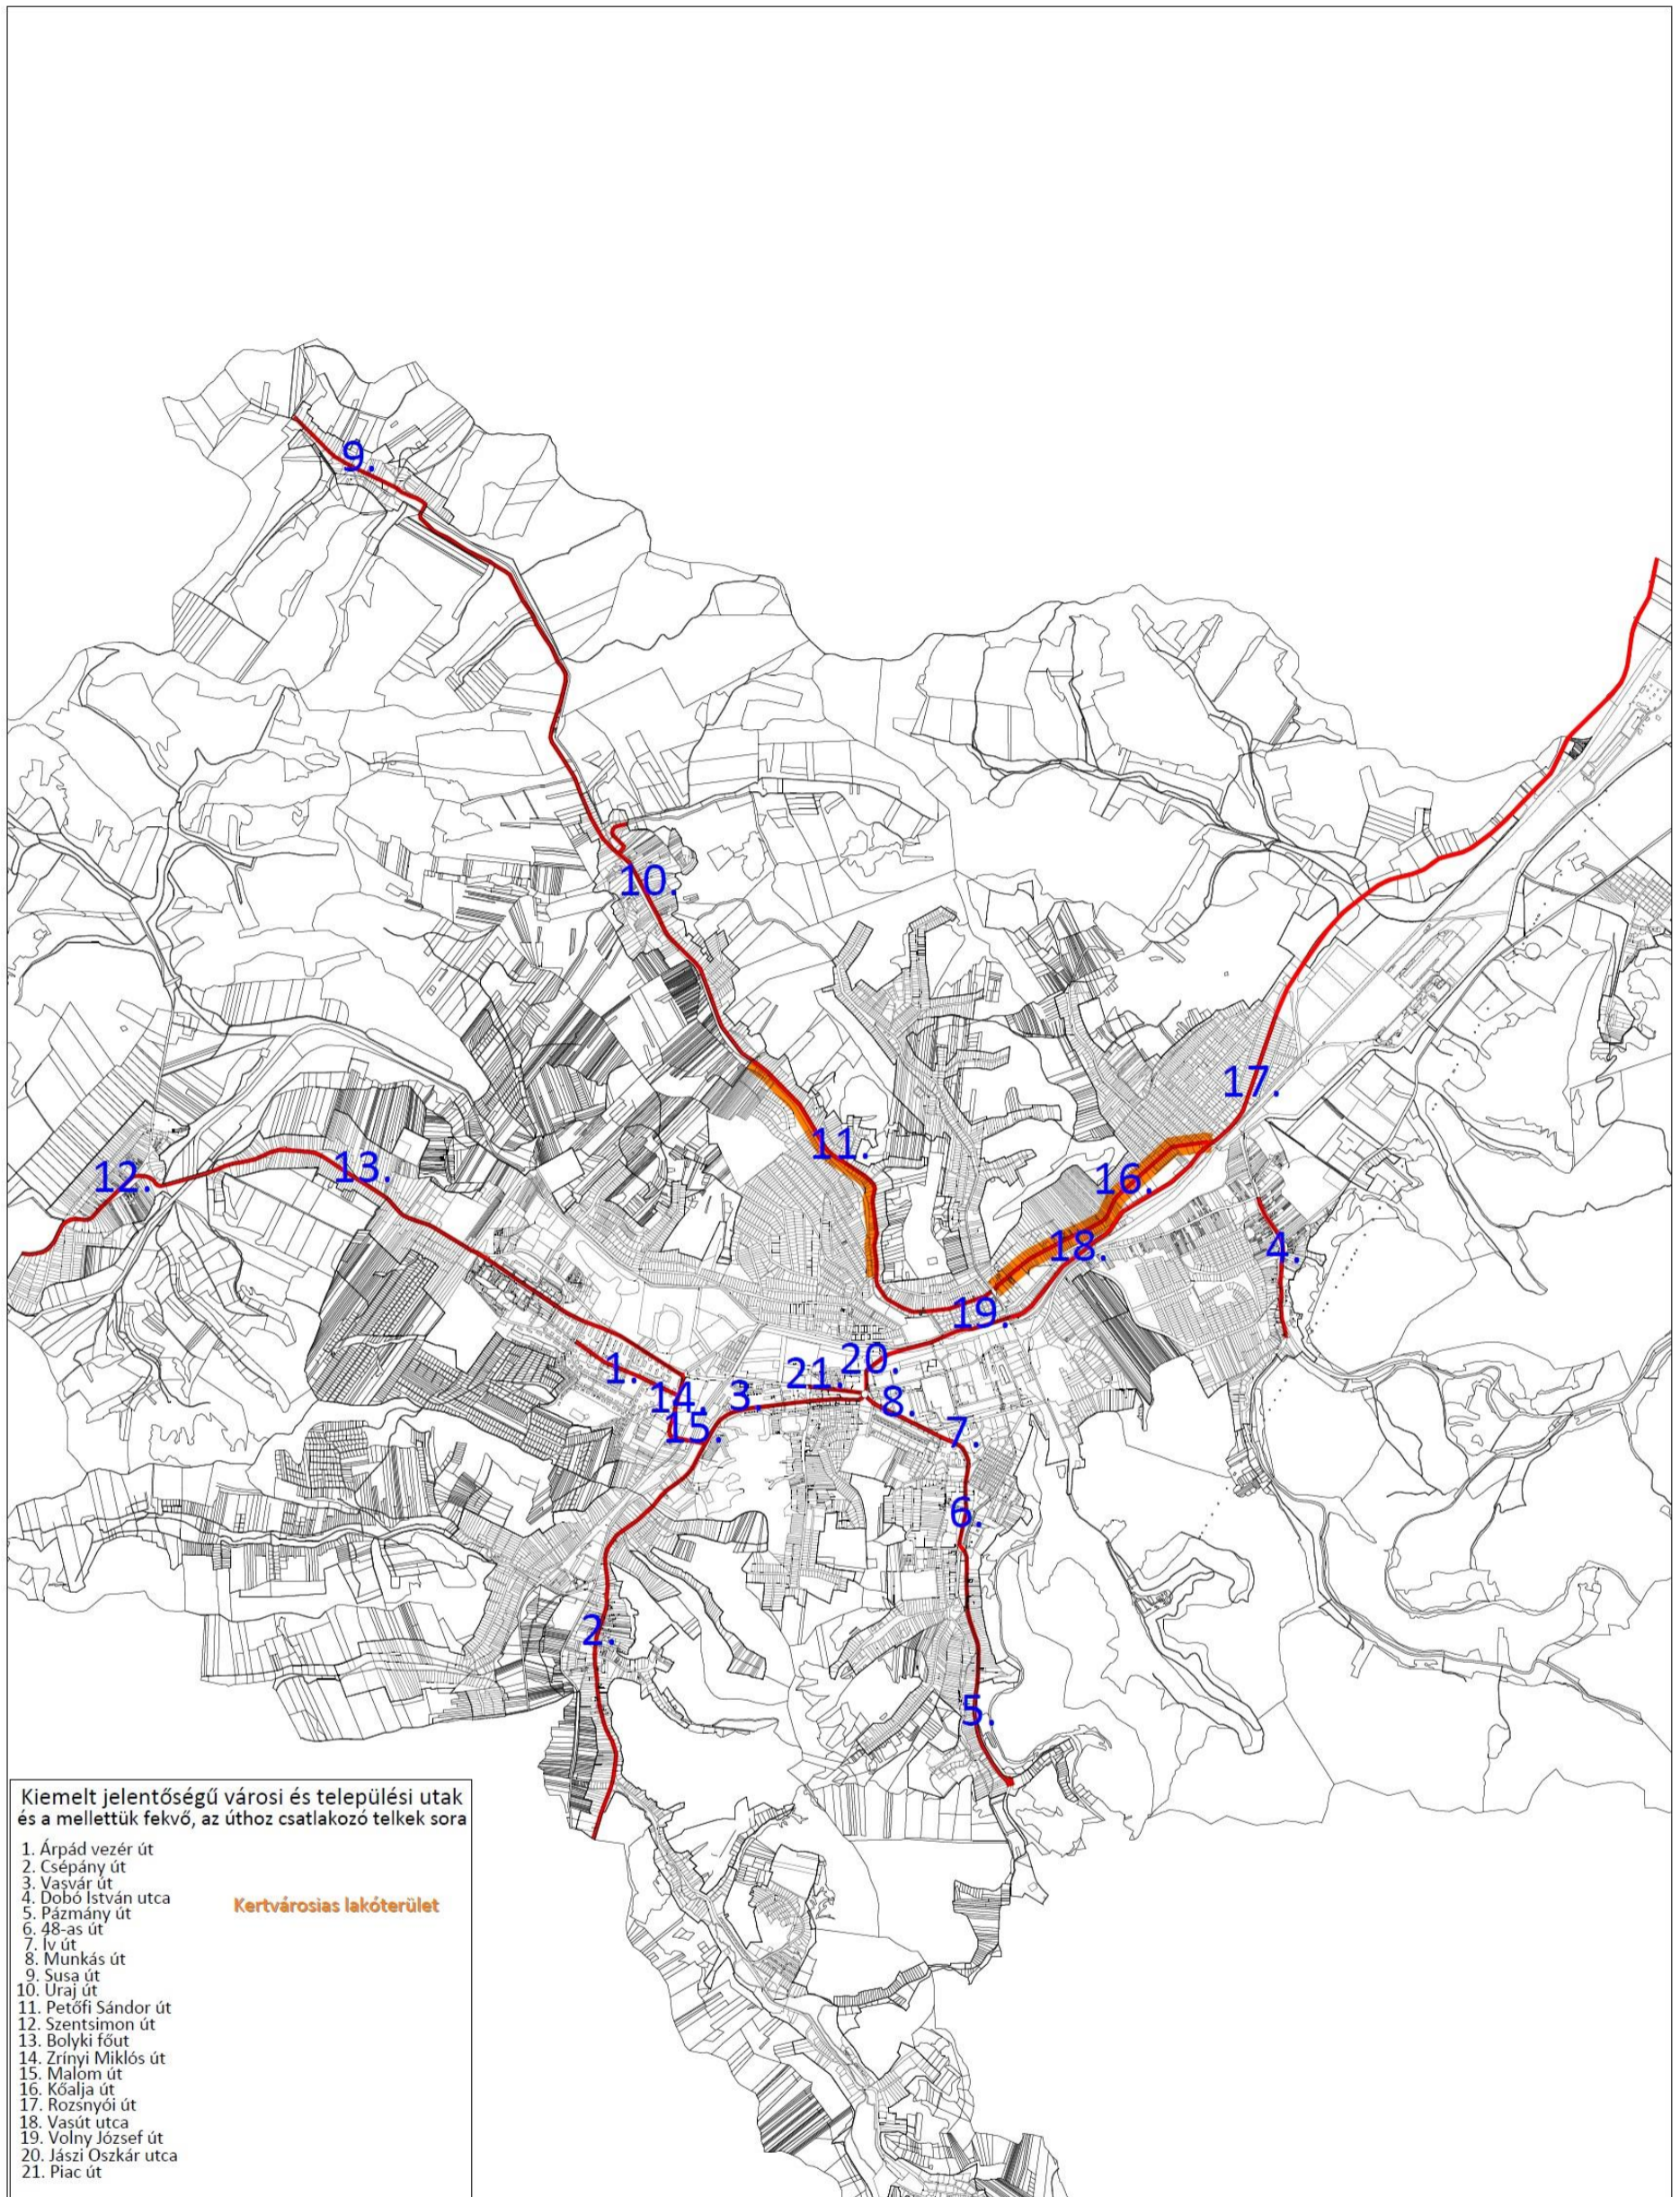 9.
10.
17.
11.
12.
13.
16.
18.
4.
19.
1.
20.
21.
14.
3.
8.
15.
7.
6.
2.
5.
Kiemelt jelentőségű városi és települési utak
és a mellettük fekvő, az úthoz csatlakozó telkek sora
1. Árpád vezér út
2. Csépány út
3. Vasvár út
4. Dobó István utca
5. Pázmány út
6. 48-as út
7. Ív út
8. Munkás út
9. Susa út
10. Uraj út
11. Petőfi Sándor út
12. Szentsimon út
13. Bolyki főut
14. Zrínyi Miklós út
15. Malom út
16. Kőalja út
17. Rozsnyói út
18. Vasút utca
19. Volny József út
20. Jászi Oszkár utca
21. Piac út
Kertvárosias lakóterület